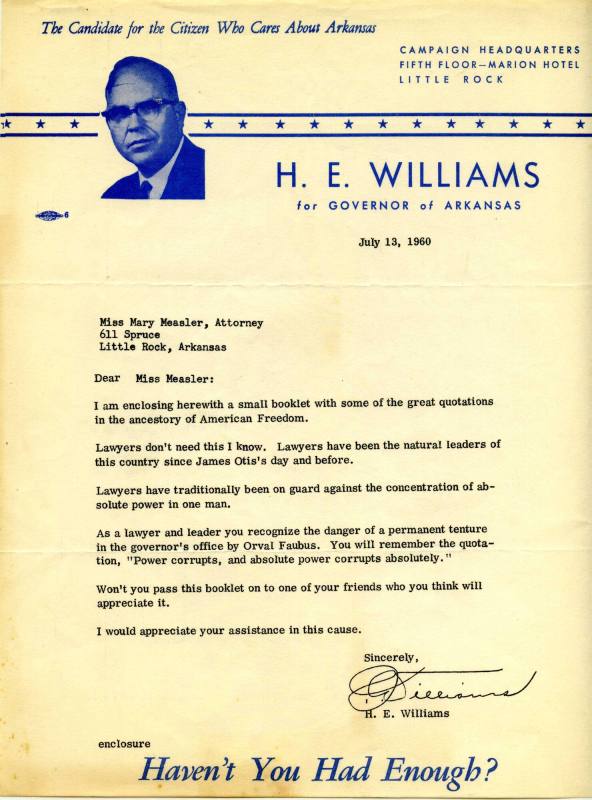 The Candidate for the Citizen Who Cares About Arkansas
CAMPAIGN HEADQUARTERS
FIFTH FLOOR—MARION HOTEL
LITTLE ROCK
H. E. WILLIAMS
for GOVERNOR of ARKANSAS
6
July 13, 1960
Miss Mary Measler, Attorney
611 Spruce
Little Rock, Arkansas
Dear Miss Measler:
I am enclosing herewith a small booklet with some of the great quotations
in the ancestory of American Freedom.
Lawyers don't need this I know. Lawyers have been the natural leaders of
this country since James Otis's day and before.
Lawyers have traditionally been on guard against the concentration of ab-
solute power in one man.
As a lawyer and leader you recognize the danger of a permanent tenture
in the governor's office by Orval Faubus. You will remember the quota-
tion, "Power corrupts, and absolute power corrupts absolutely."
Won't you pass this booklet on to one of your friends who you think will
appreciate it.
I would appreciate your assistance in this cause.
Sincerely,
Williams
H. E. Williams
enclosure
Haven't You Had Enough?